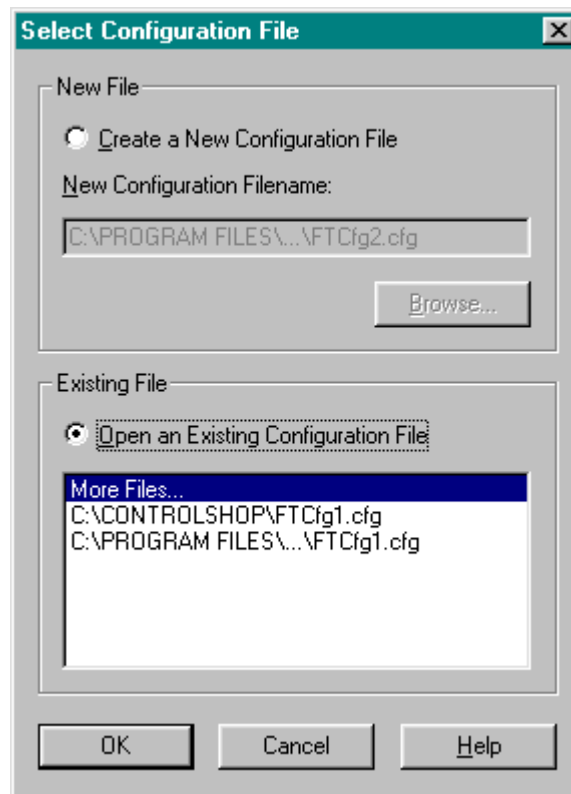 Select Configuration File
New File
Create a New Configuration File
New Configuration Filename:
C:\PROGRAM FILES\...\FTCfg2.cfg
Browse...
Existing File
Open an Existing Configuration File
More Files...
C:\CONTROLSHOP\FTCfg1.cfg
C:\PROGRAM FILES\...\FTCfg1.cfg
OK Cancel Help